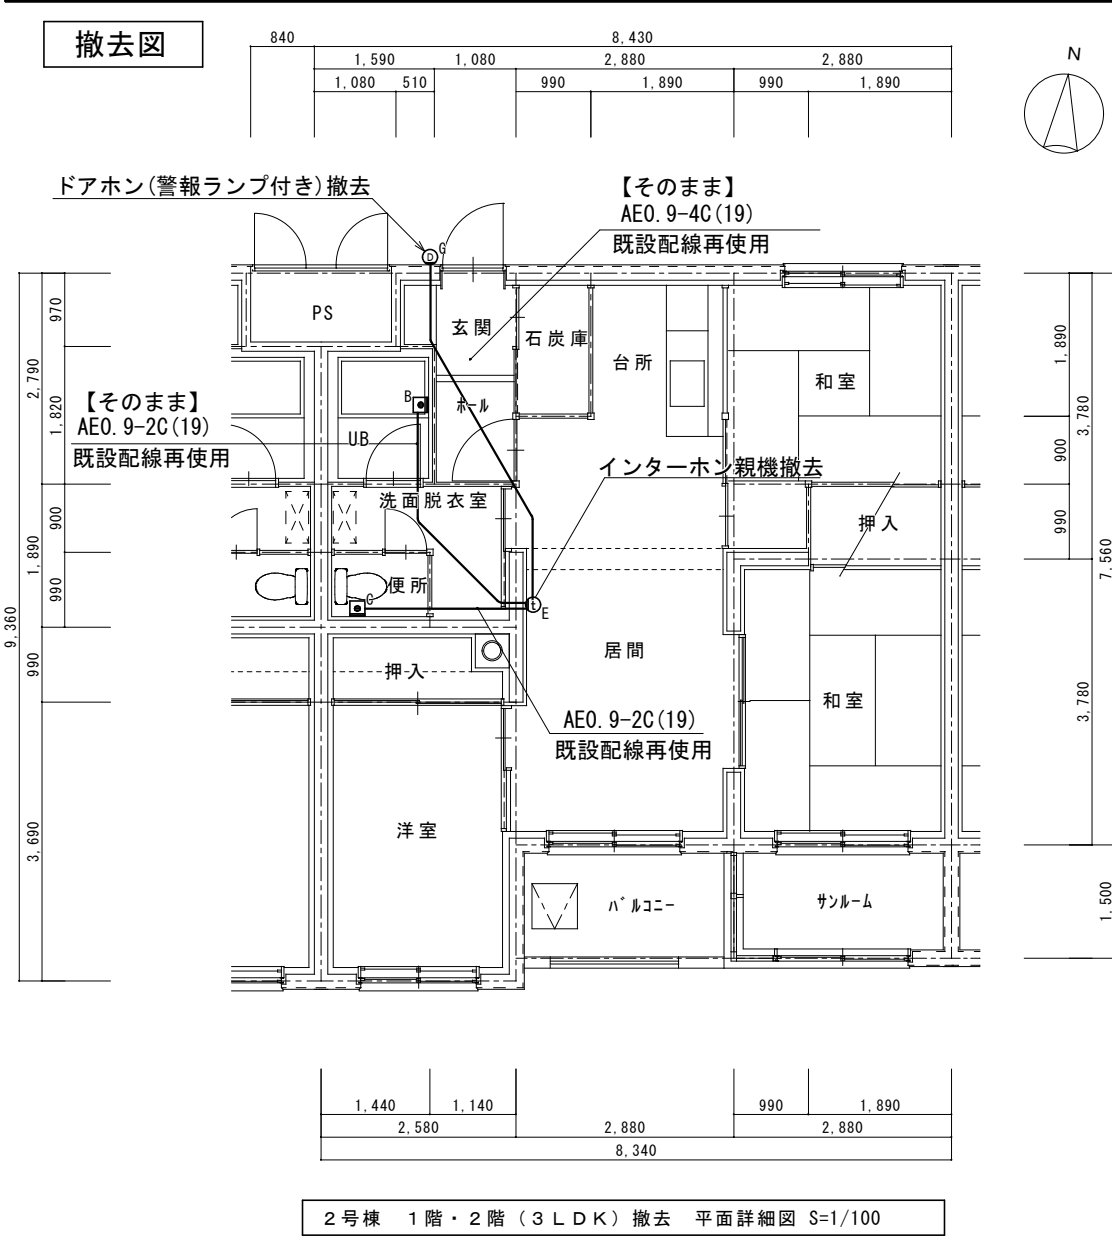 撤去図
840
8,430
1,590
1,080
2,880
2,880
1,080
510
990
1,890
990
1,890
N
ドアホン(警報ランプ付き)撤去
【そのまま】
AE0.9-4C(19)
既設配線再使用
D
G
PS
玄関
石炭庫
台所
和室
970
2,790
1,820
1,890
3,780
【そのまま】
AE0.9-2C(19)
既設配線再使用
B
ホール
UB
インターホン親機撤去
900
洗面脱衣室
押入
900
990
1,890
990
7,560
便所
C
t
E
9,360
990
居間
押入
和室
3,780
AE0.9-2C(19)
既設配線再使用
3,690
洋室
バルコニー
サンルーム
1,500
1,440
1,140
990
1,890
2,580
2,880
2,880
8,340
2号棟 1階・2階(3LDK)撤去 平面詳細図 S=1/100